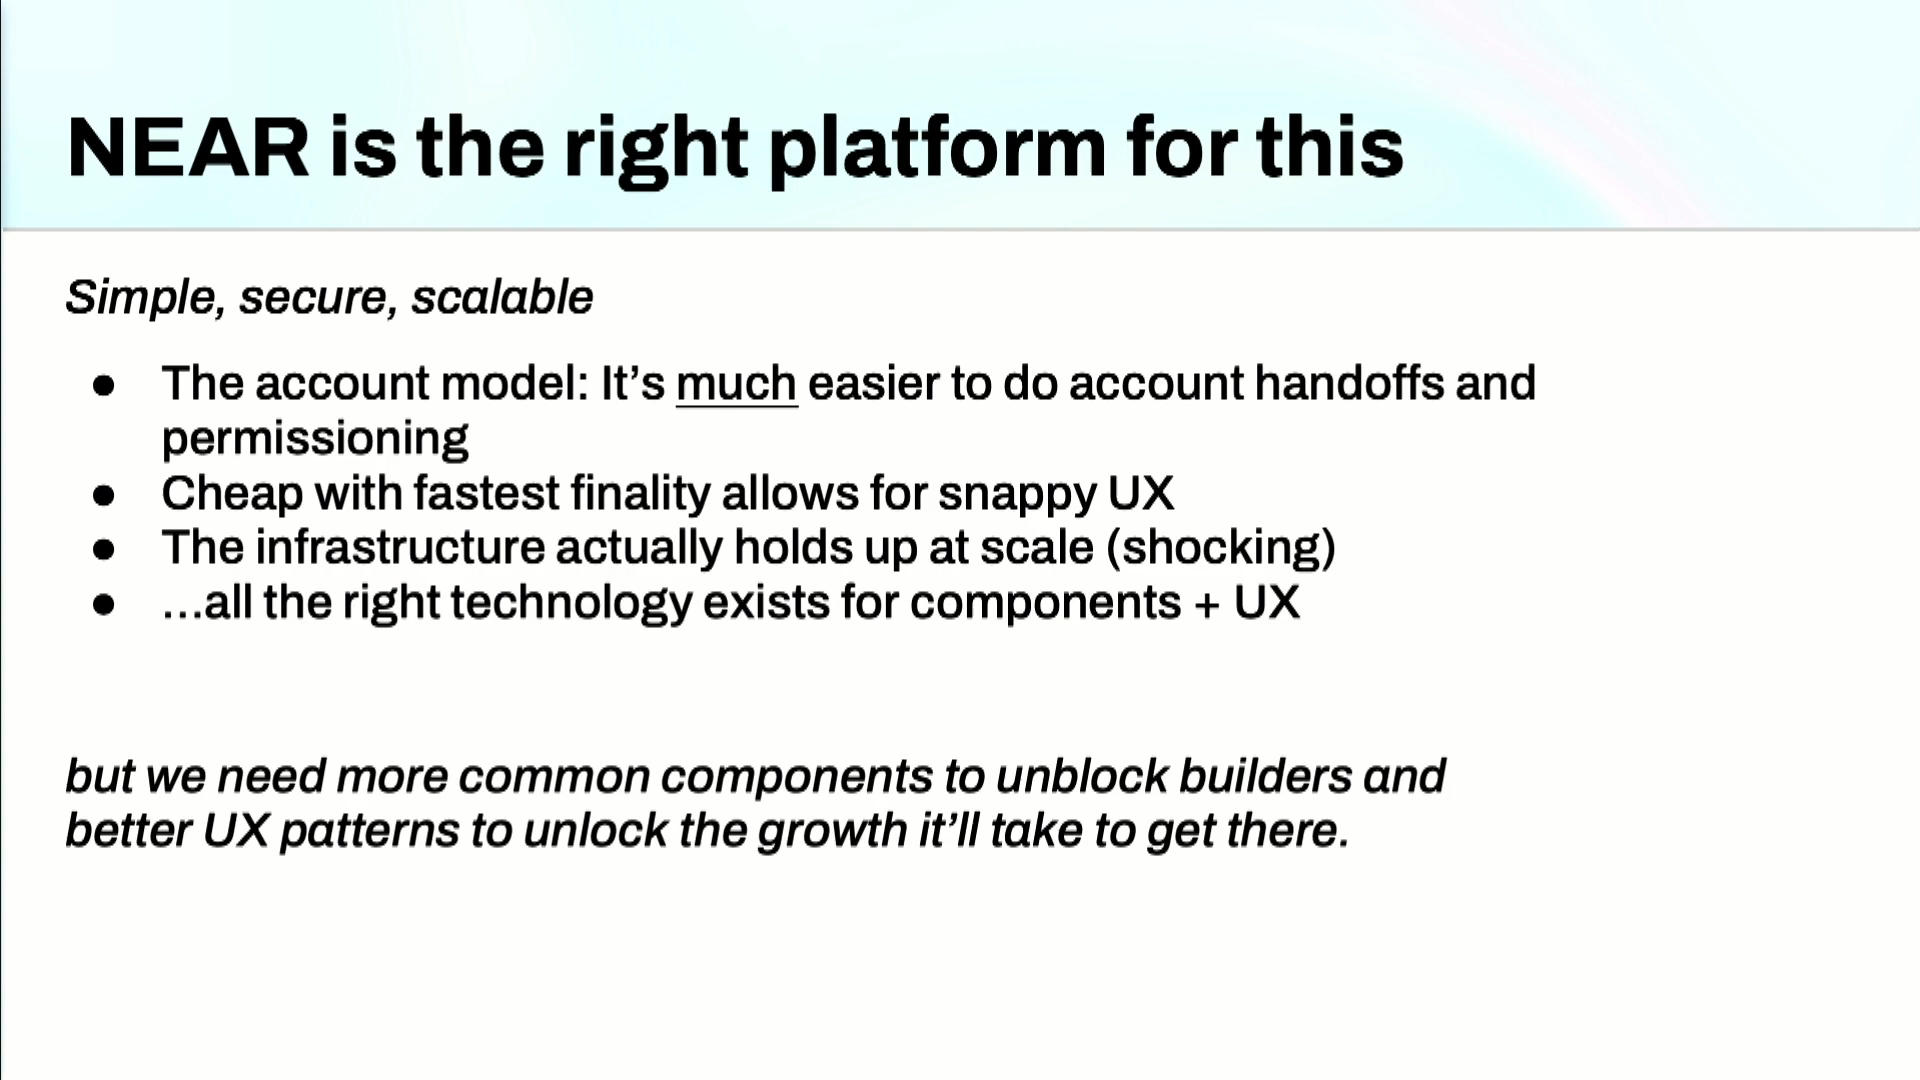 NEAR is the right platform for this
Simple, secure, scalable
● The account model: It’s much easier to do account handoffs and
permissioning
● Cheap with fastest finality allows for snappy UX
● The infrastructure actually holds up at scale (shocking)
● …all the right technology exists for components + UX
but we need more common components to unblock builders and
better UX patterns to unlock the growth it’ll take to get there.